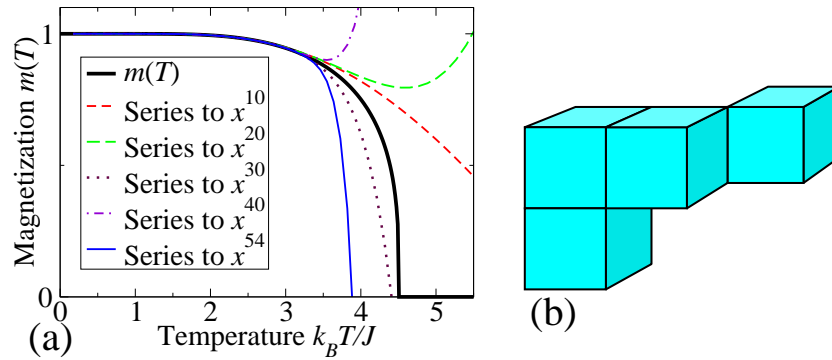 Magnetization m(T)
1
0
m(T)
Series to x^10
Series to x^20
Series to x^30
Series to x^40
Series to x^54
0 1 2 3 4 5
Temperature k_BT/J
(a)
(b)